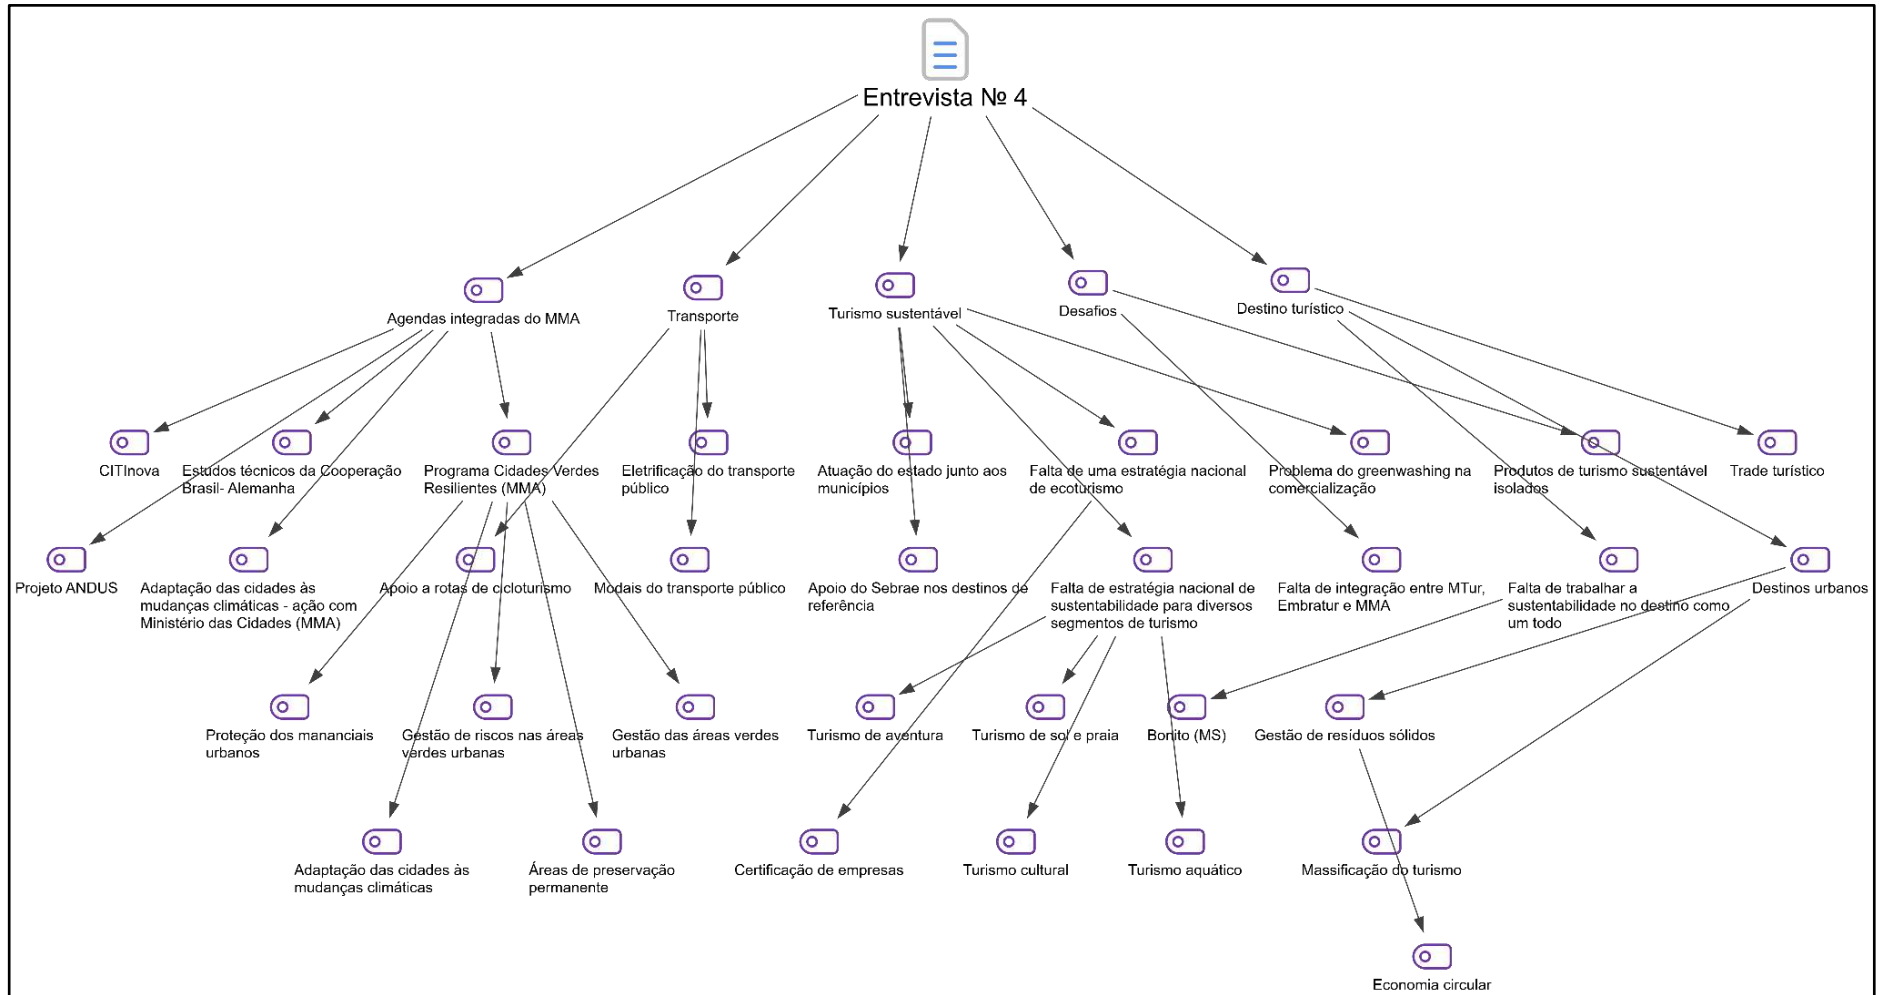 Entrevista № 4
Agendas integradas do MMA
Transporte
Turismo sustentável
Desafios
Destino turístico
CITInova
Estudos técnicos da Cooperação
Brasil- Alemanha
Programa Cidades Verdes
Resilientes (MMA)
Eletrificação do transporte
público
Atuação do estado junto aos
municípios
Falta de uma estratégia nacional
de ecoturismo
Problema do greenwashing na
comercialização
Produtos de turismo sustentável
isolados
Trade turístico
Projeto ANDUS
Adaptação das cidades às
mudanças climáticas - ação com
Ministério das Cidades (MMA)
Apoio a rotas de cicloturismo
Modais do transporte público
Apoio do Sebrae nos destinos de
referência
Falta de estratégia nacional de
sustentabilidade para diversos
segmentos de turismo
Falta de integração entre MTur,
Embratur e MMA
Falta de trabalhar a
sustentabilidade no destino como
um todo
Destinos urbanos
Proteção dos mananciais
urbanos
Gestão de riscos nas áreas
verdes urbanas
Gestão das áreas verdes
urbanas
Turismo de aventura
Turismo de sol e praia
Bonito (MS)
Gestão de resíduos sólidos
Adaptação das cidades às
mudanças climáticas
Áreas de preservação
permanente
Certificação de empresas
Turismo cultural
Turismo aquático
Massificação do turismo
Economia circular